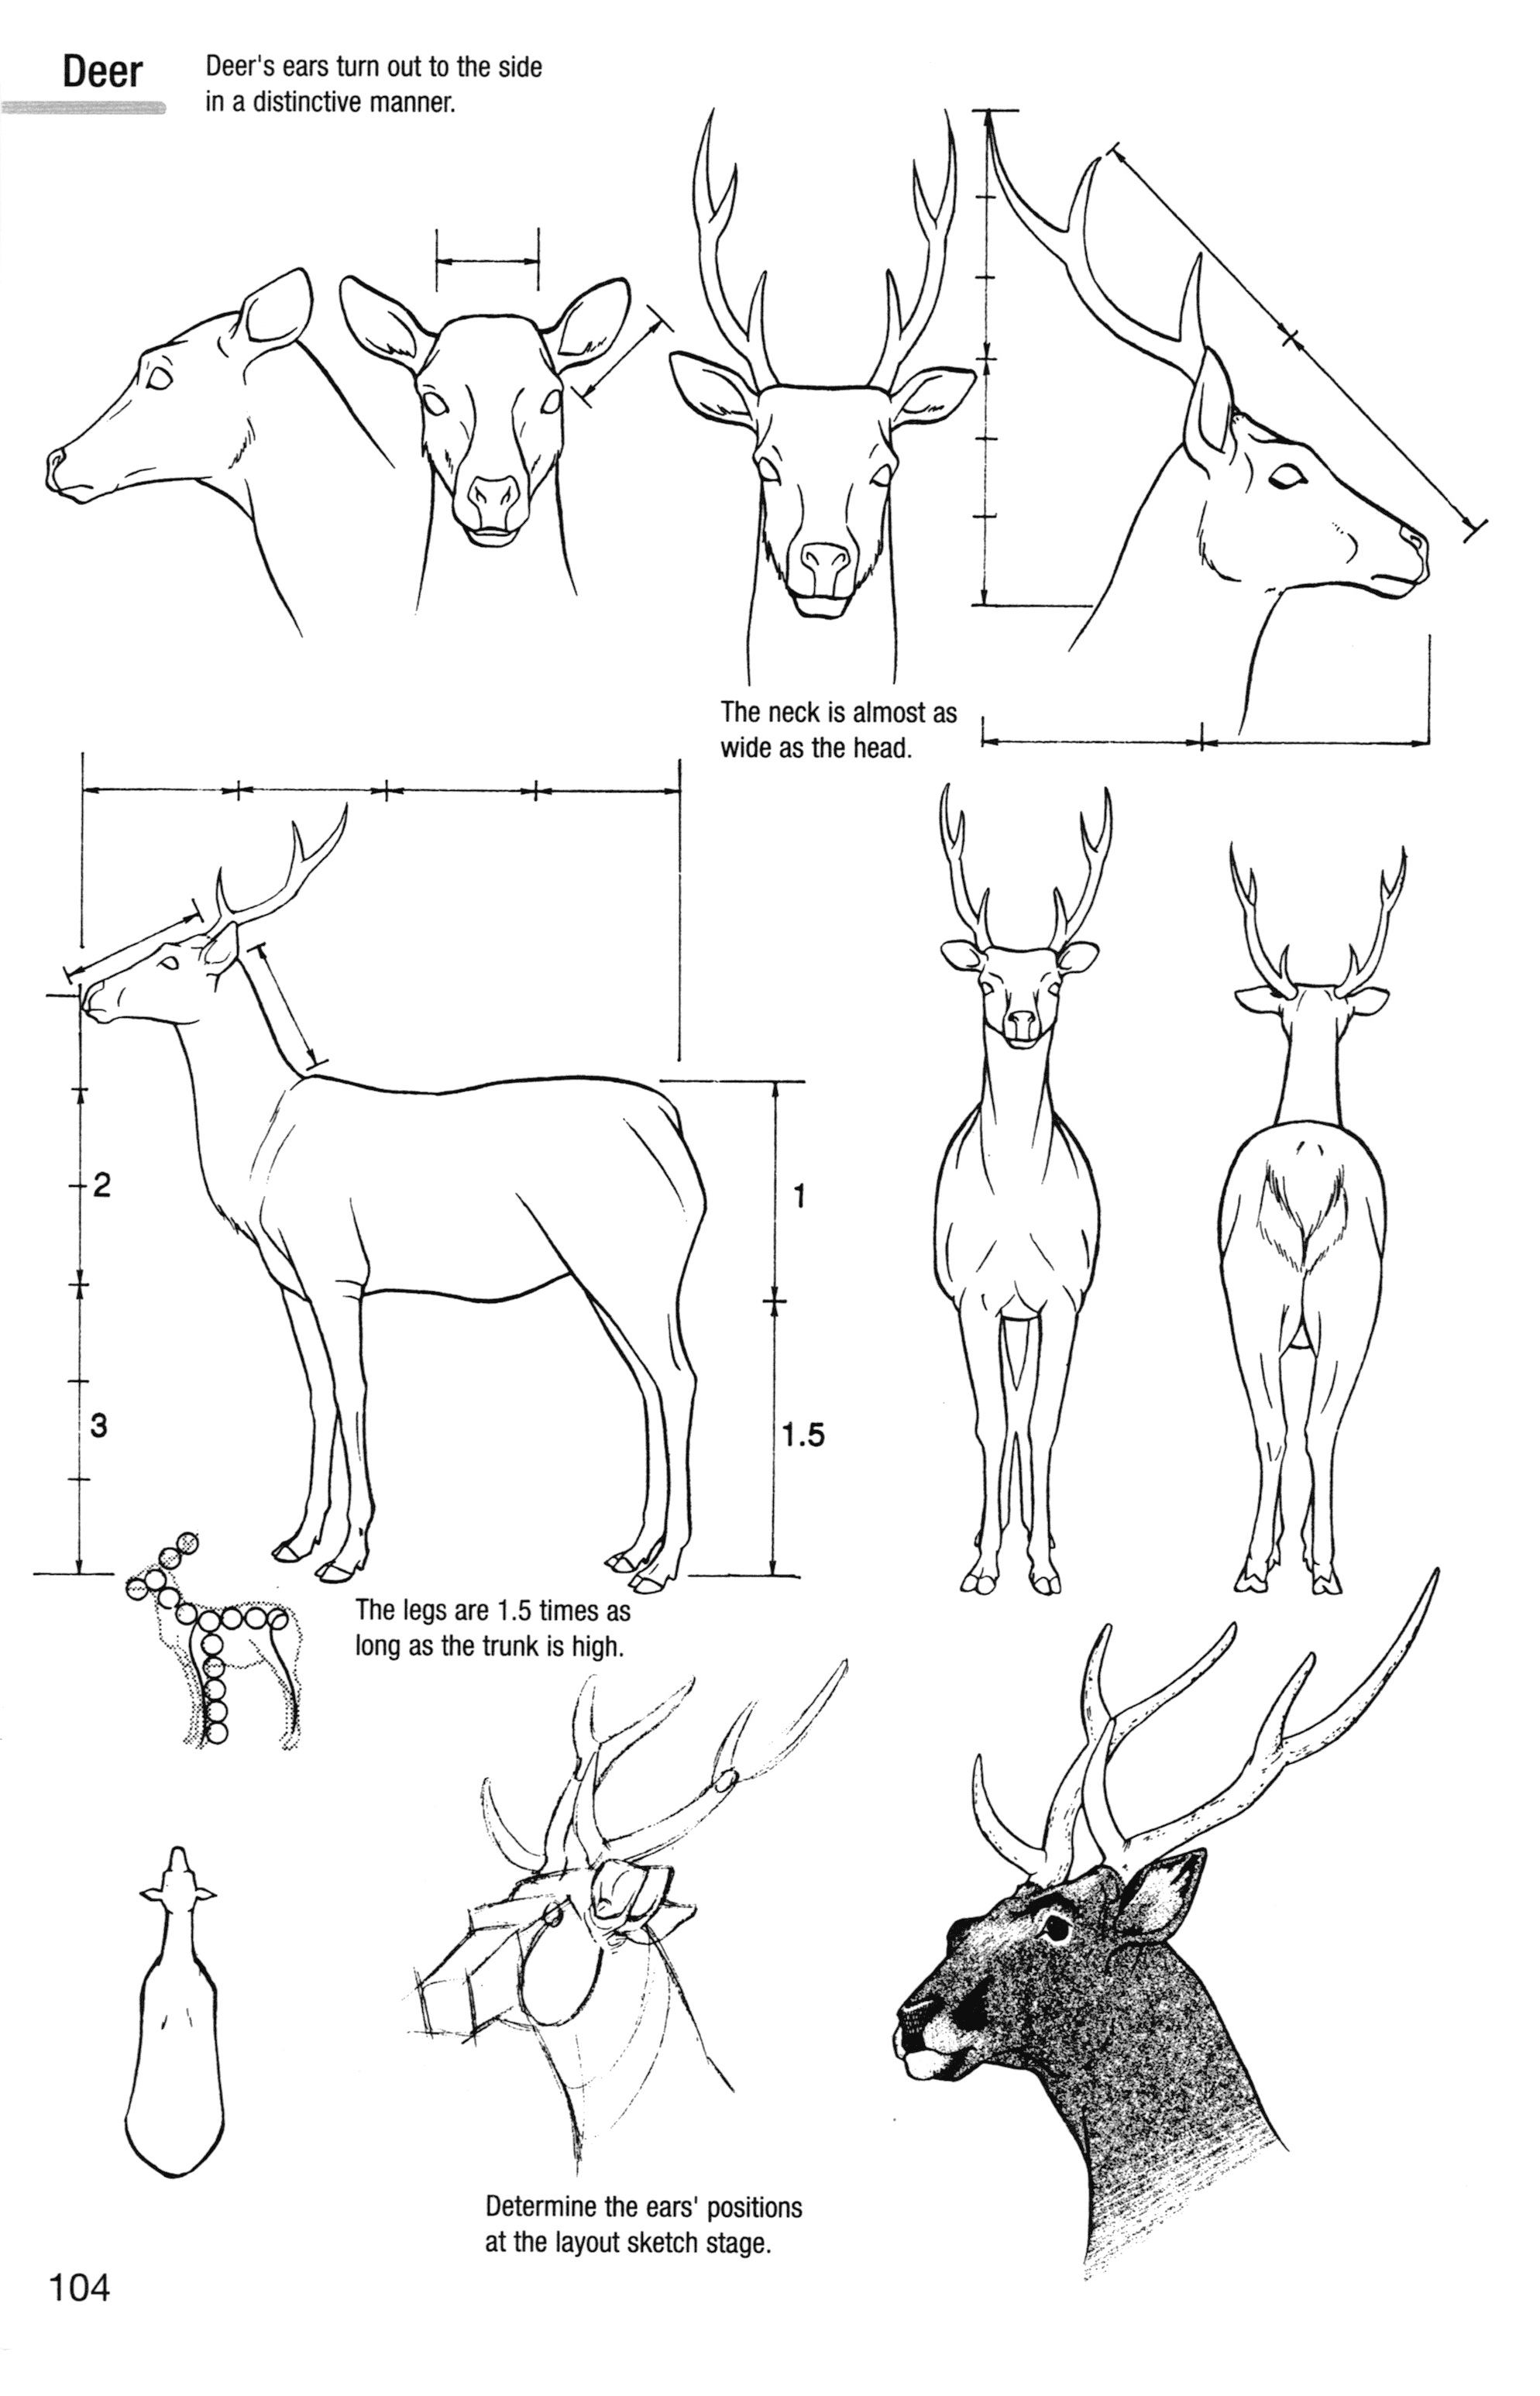 Deer
Deer's ears turn out to the side
in a distinctive manner.
The neck is almost as
wide as the head.
2
3
1
1.5
The legs are 1.5 times as
long as the trunk is high.
Determine the ears' positions
at the layout sketch stage.
104